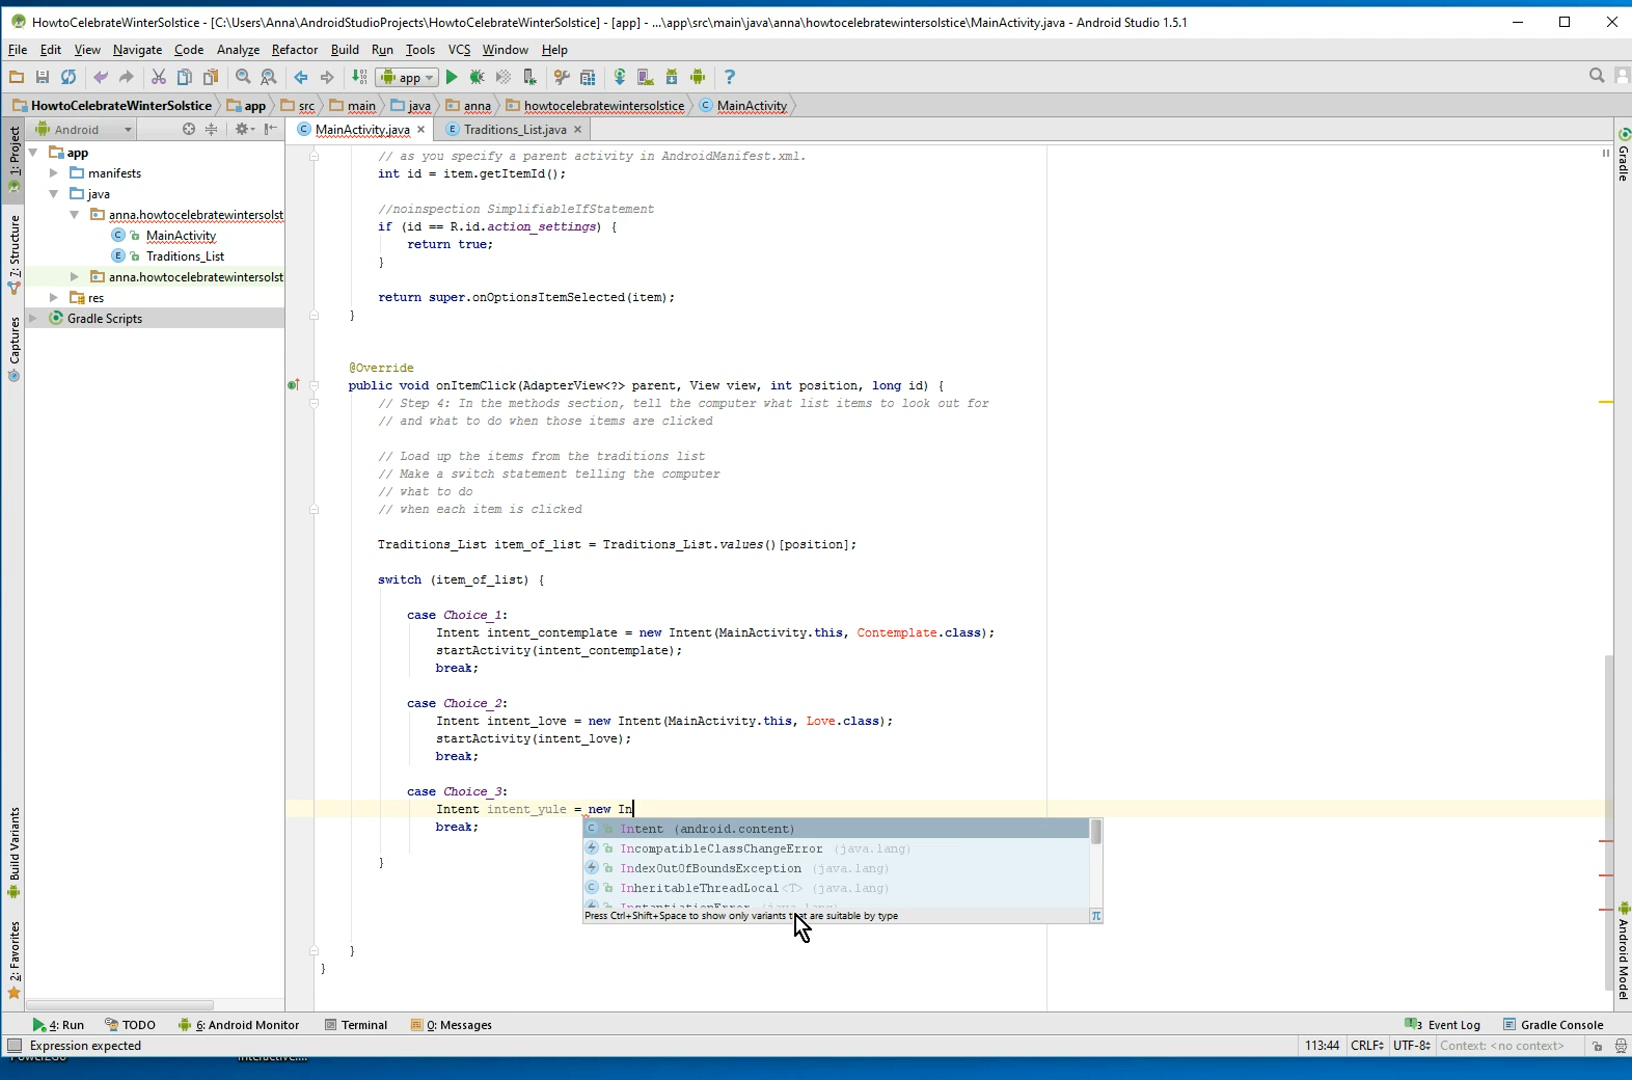 HowtoCelebrateWinterSolstice - [C:\Users\Anna\AndroidStudioProjects\HowtoCelebrateWinterSolstice] - [app] - ...\app\src\main\java\anna\howtocelebratewintersolstice\MainActivity.java - Android Studio 1.5.1
File Edit View Navigate Code Analyze Refactor Build Run Tools VCS Window Help
app
HowtoCelebrateWinterSolstice app src main java anna howtocelebratewintersolstice MainActivity
1: Project
7: Structure
Captures
Build Variants
2: Favorites
Android
app
manifests
java
anna.howtocelebratewintersolst
MainActivity
Traditions_List
anna.howtocelebratewintersolst
res
Gradle Scripts
MainActivity.java Traditions_List.java
// as you specify a parent activity in AndroidManifest.xml.
int id = item.getItemId();
//noinspection SimplifiableIfStatement
if (id == R.id.action_settings) {
return true;
}
return super.onOptionsItemSelected(item);
}
@Override
public void onItemClick(AdapterView<?> parent, View view, int position, long id) {
// Step 4: In the methods section, tell the computer what list items to look out for
// and what to do when those items are clicked
// Load up the items from the traditions list
// Make a switch statement telling the computer
// what to do
// when each item is clicked
Traditions_List item_of_list = Traditions_List.values()[position];
switch (item_of_list) {
case Choice_1:
Intent intent_contemplate = new Intent(MainActivity.this, Contemplate.class);
startActivity(intent_contemplate);
break;
case Choice_2:
Intent intent_love = new Intent(MainActivity.this, Love.class);
startActivity(intent_love);
break;
case Choice_3:
Intent intent_yule = new In
break;
Intent (android.content)
IncompatibleClassChangeError (java.lang)
IndexOutOfBoundsException (java.lang)
InheritableThreadLocal<T> (java.lang)
InstantiationError (java.lang)
Press Ctrl+Shift+Space to show only variants that are suitable by type π
}
}
}
Gradle
Android Model
4: Run TODO 6: Android Monitor Terminal 0: Messages 3 Event Log Gradle Console
Expression expected 113:44 CRLF UTF-8 Context: <no context>